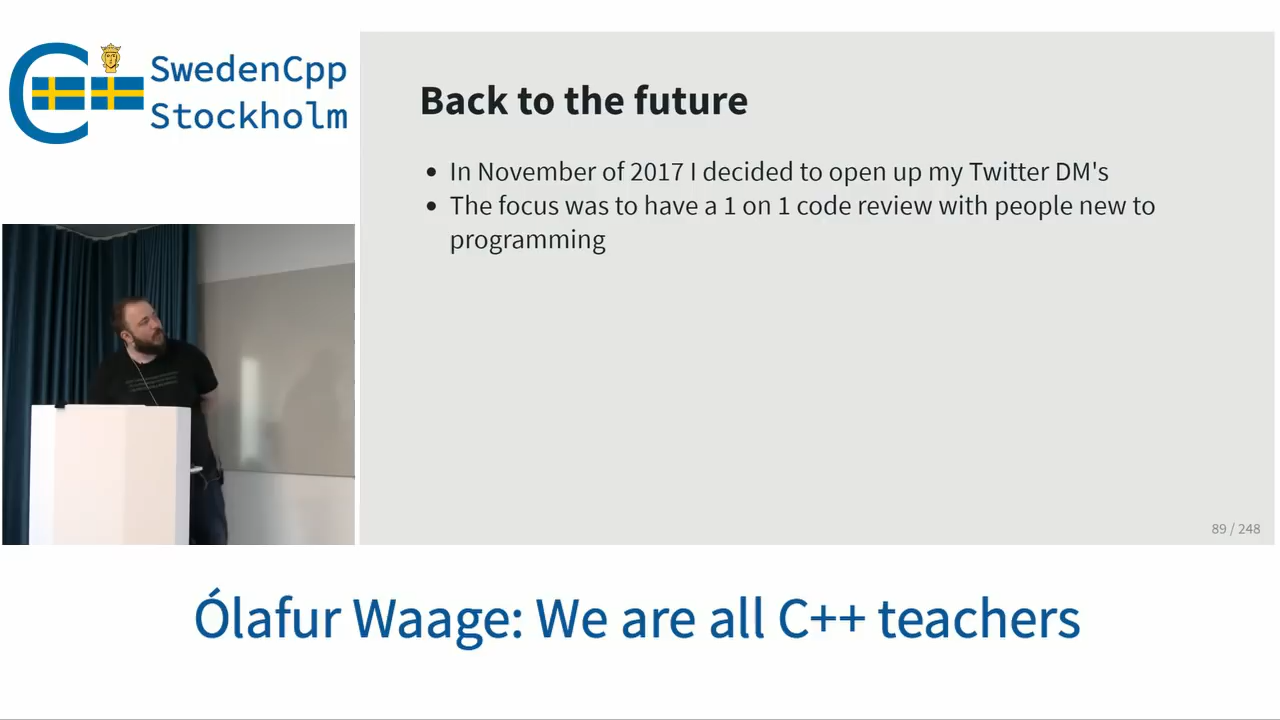 SwedenCpp
Stockholm
Back to the future
• In November of 2017 I decided to open up my Twitter DM's
• The focus was to have a 1 on 1 code review with people new to
programming
89 / 248
Ólafur Waage: We are all C++ teachers